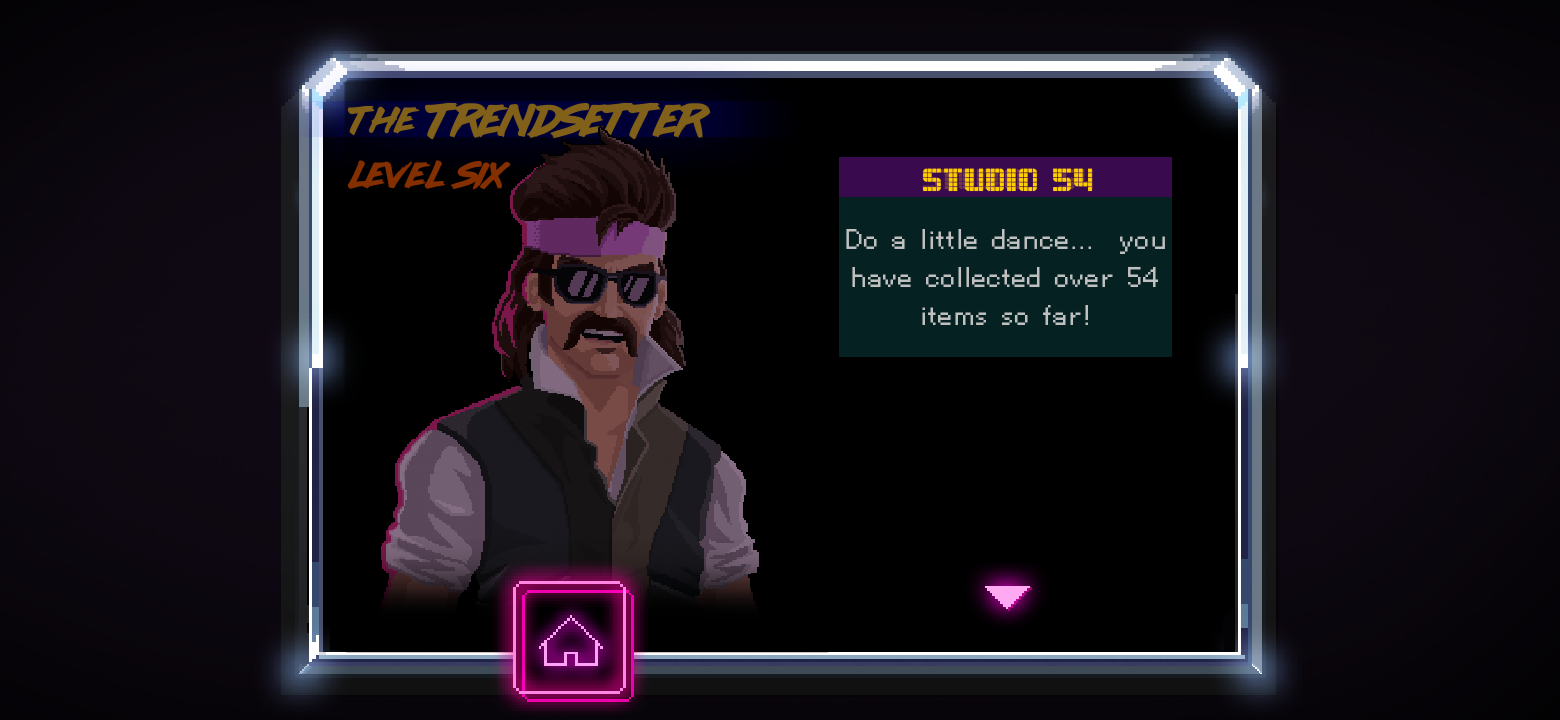 THE TRENDSETTER
LEVEL SIX
STUDIO 54
Do a little dance... you
have collected over 54
items so far!